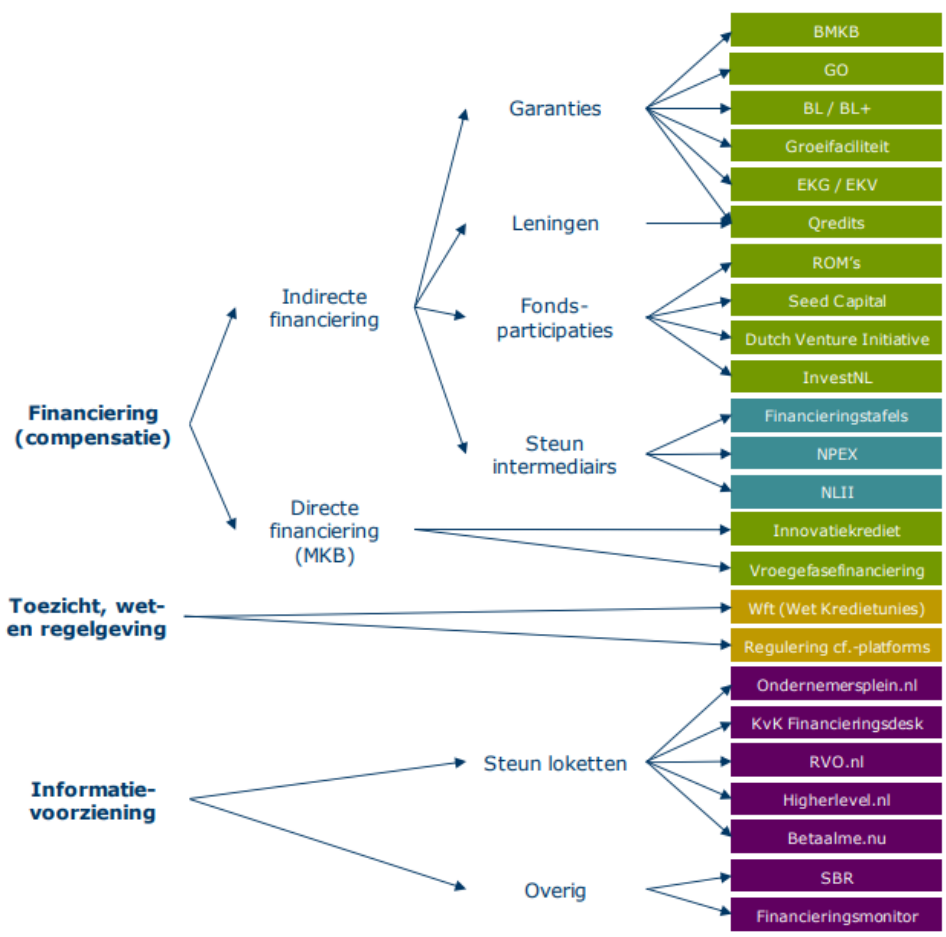 Financiering
(compensatie)
Indirecte
financiering
Garanties
BMKB
GO
BL / BL+
Groeifaciliteit
EKG / EKV
Leningen
Qredits
Fonds-
participaties
ROM's
Seed Capital
Dutch Venture Initiative
InvestNL
Steun
intermediairs
Financieringstafels
NPEX
NLII
Directe
financiering
(MKB)
Innovatiekrediet
Vroegefasefinanciering
Toezicht, wet-
en regelgeving
Wft (Wet Kredietunies)
Regulering cf.-platforms
Informatie-
voorziening
Steun loketten
Ondernemersplein.nl
KvK Financieringsdesk
RVO.nl
Higherlevel.nl
Betaalme.nu
Overig
SBR
Financieringsmonitor